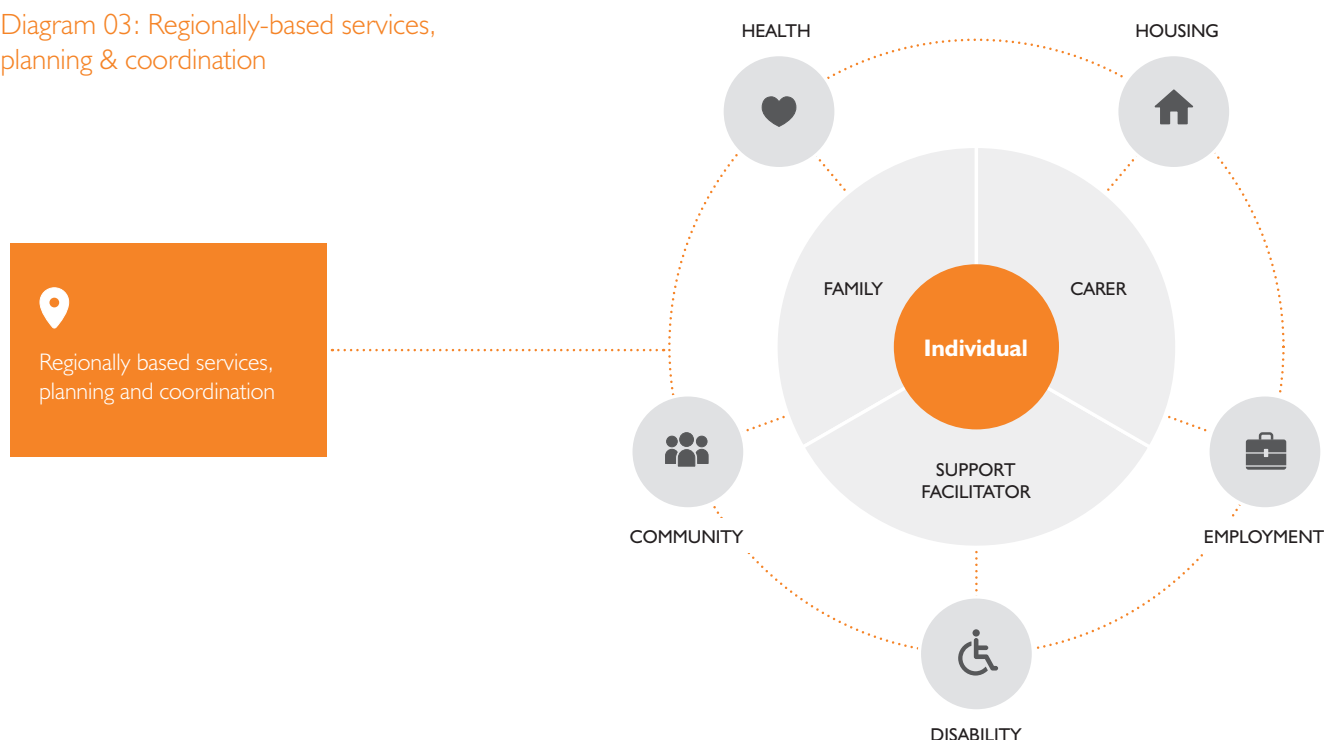 Diagram 03: Regionally-based services,
planning & coordination
HEALTH
HOUSING
Regionally based services,
planning and coordination
FAMILY
CARER
Individual
SUPPORT
FACILITATOR
COMMUNITY
EMPLOYMENT
DISABILITY